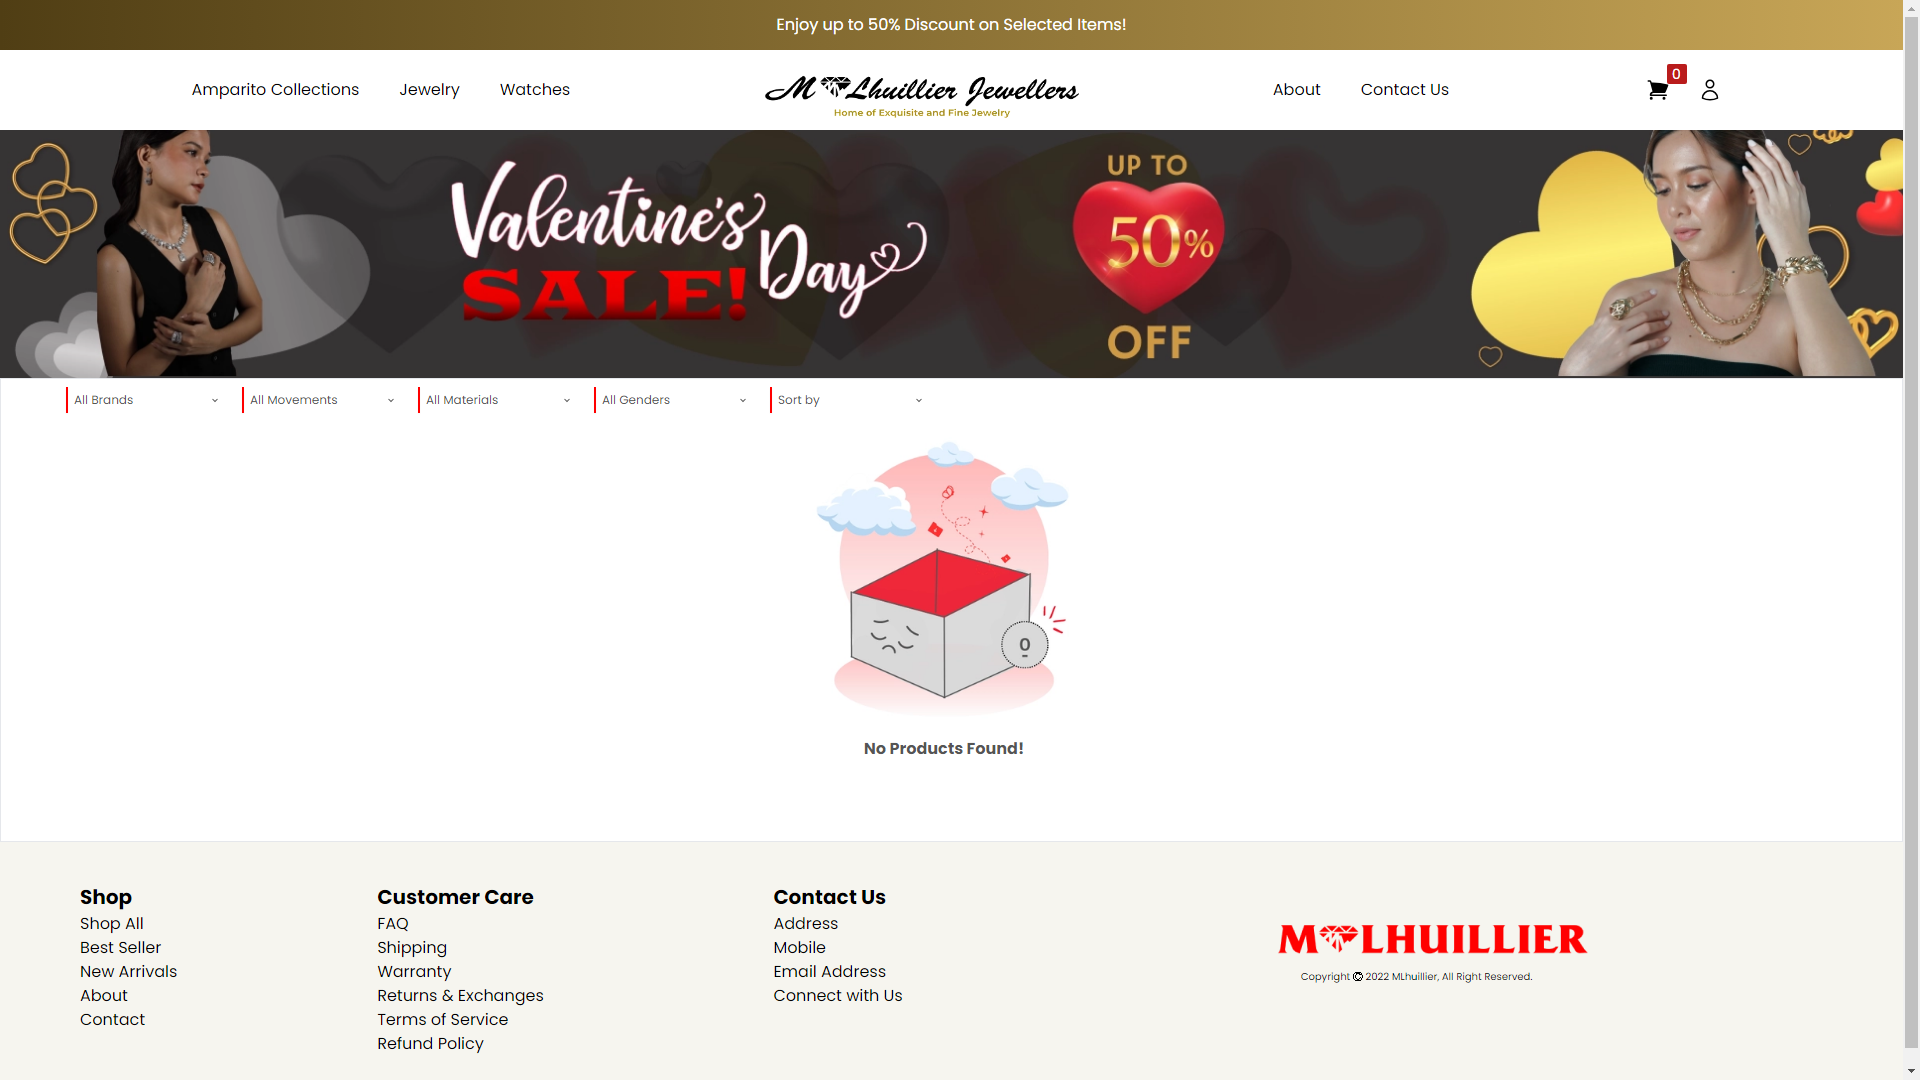 Enjoy up to 50% Discount on Selected Items!
Amparito Collections
Jewelry
Watches
M Lhuillier Jewellers
Home of Exquisite and Fine Jewelry
About
Contact Us
0
Valentine's Day
SALE!
UP TO
50%
OFF
All Brands
All Movements
All Materials
All Genders
Sort by
0
No Products Found!
Shop
Shop All
Best Seller
New Arrivals
About
Contact
Customer Care
FAQ
Shipping
Warranty
Returns & Exchanges
Terms of Service
Refund Policy
Contact Us
Address
Mobile
Email Address
Connect with Us
M LHUILLIER
Copyright © 2022 MLhuillier, All Right Reserved.